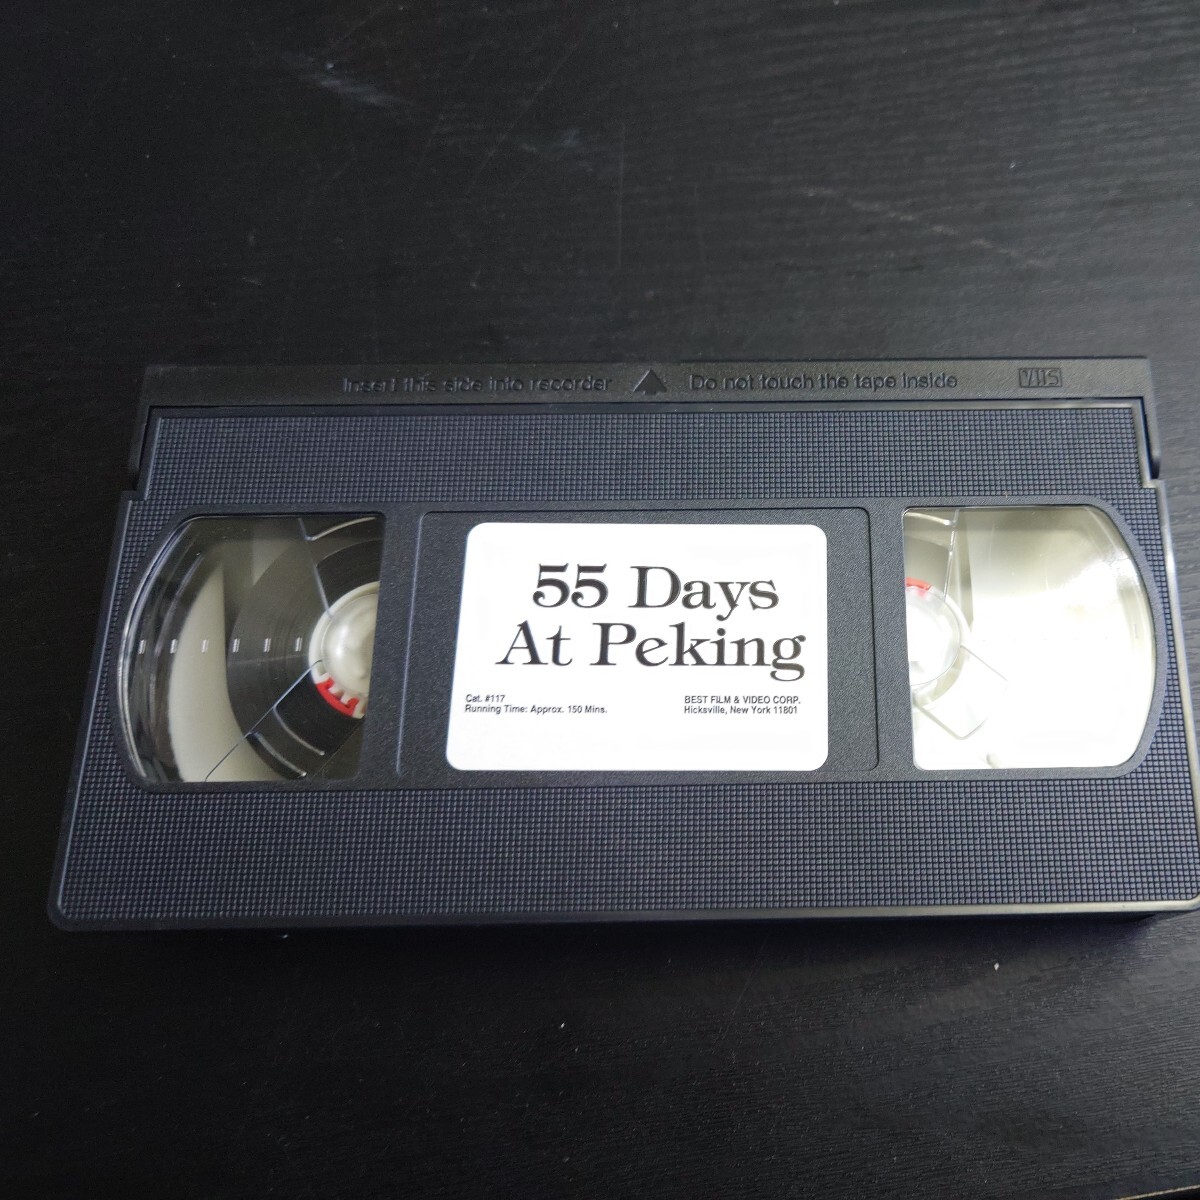 Insert this side into recorder ▲ Do not touch the tape inside VHS
55 Days
At Peking
Cat. #117
Running Time: Approx. 150 Mins.
BEST FILM & VIDEO CORP.
Hicksville, New York 11801